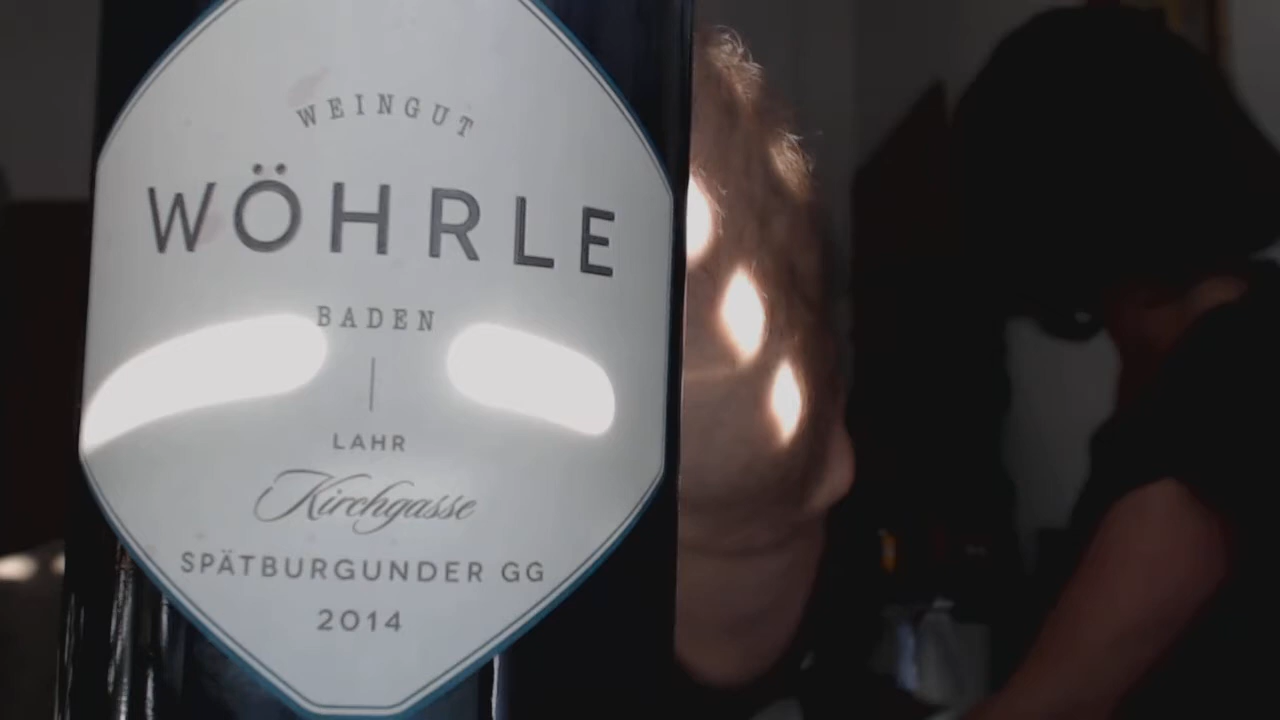 WEINGUT
WÖHRLE
BADEN
LAHR
Kirchgasse
SPÄTBURGUNDER GG
2014